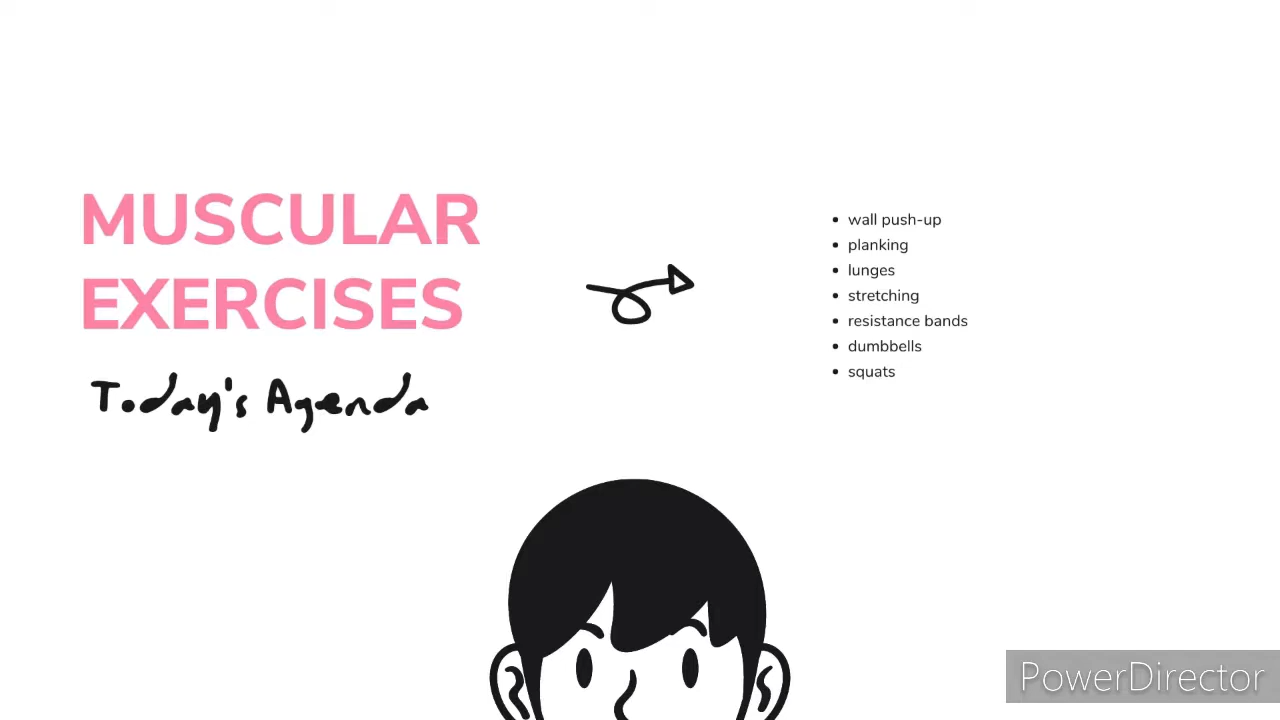 MUSCULAR
EXERCISES
Today's Agenda
wall push-up
planking
lunges
stretching
resistance bands
dumbbells
squats
PowerDirector